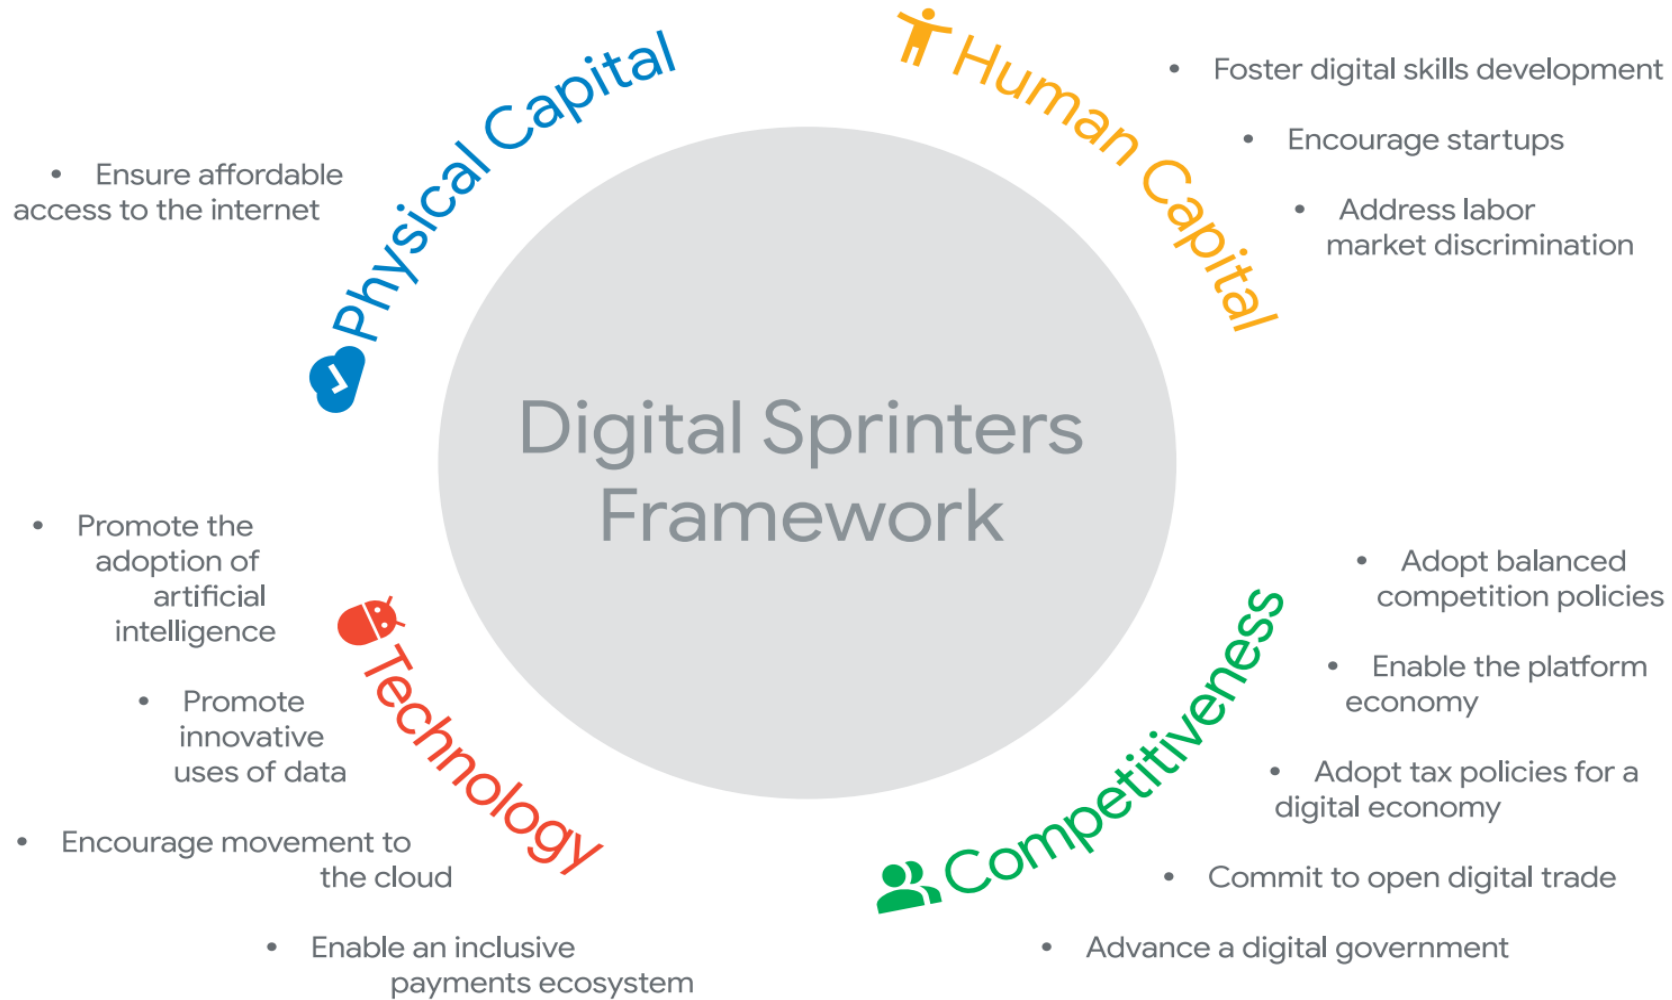 Physical Capital
• Ensure affordable
access to the internet
Human Capital
• Foster digital skills development
• Encourage startups
• Address labor
market discrimination
Digital Sprinters
Framework
Technology
• Promote the
adoption of
artificial
intelligence
• Promote
innovative
uses of data
• Encourage movement to
the cloud
• Enable an inclusive
payments ecosystem
Competitiveness
• Adopt balanced
competition policies
• Enable the platform
economy
• Adopt tax policies for a
digital economy
• Commit to open digital trade
• Advance a digital government